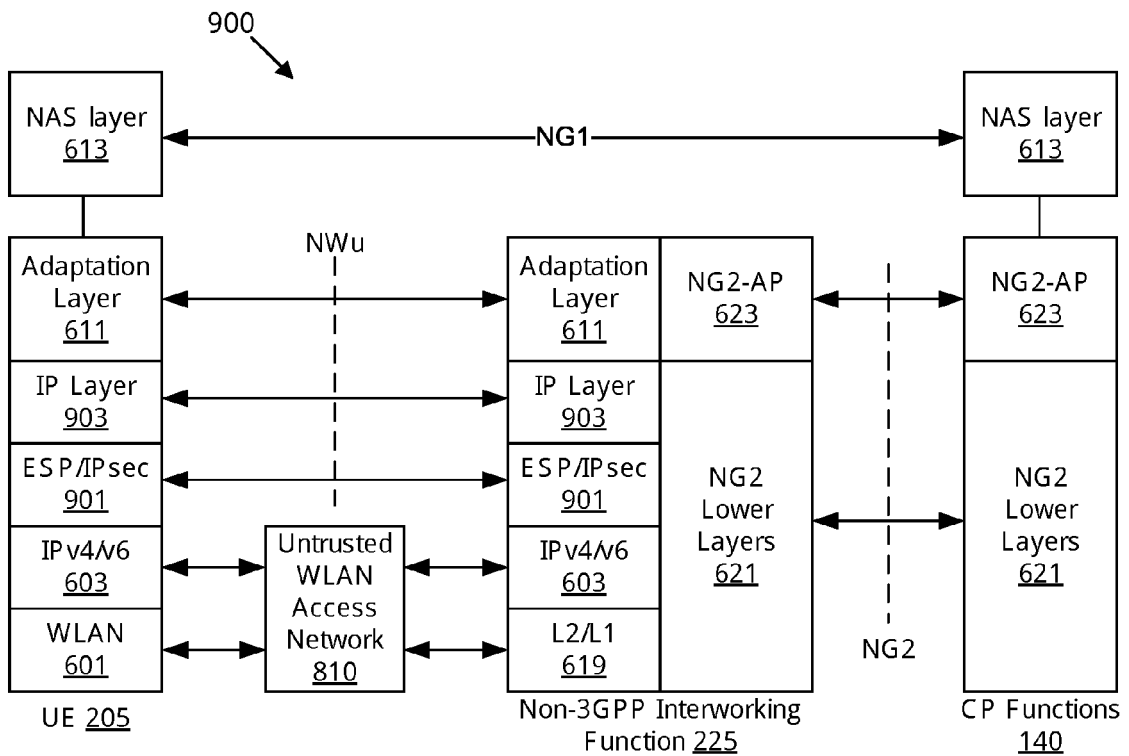 900
NAS layer
613
NG1
NAS layer
613
Adaptation
Layer
611
NWu
Adaptation
Layer
611
NG2-AP
623
NG2-AP
623
IP Layer
903
IP Layer
903
ESP/IPsec
901
ESP/IPsec
901
NG2
Lower
Layers
621
NG2
Lower
Layers
621
IPv4/v6
603
Untrusted
WLAN
Access
Network
810
IPv4/v6
603
WLAN
601
L2/L1
619
NG2
UE 205
Non-3GPP Interworking
Function 225
CP Functions
140